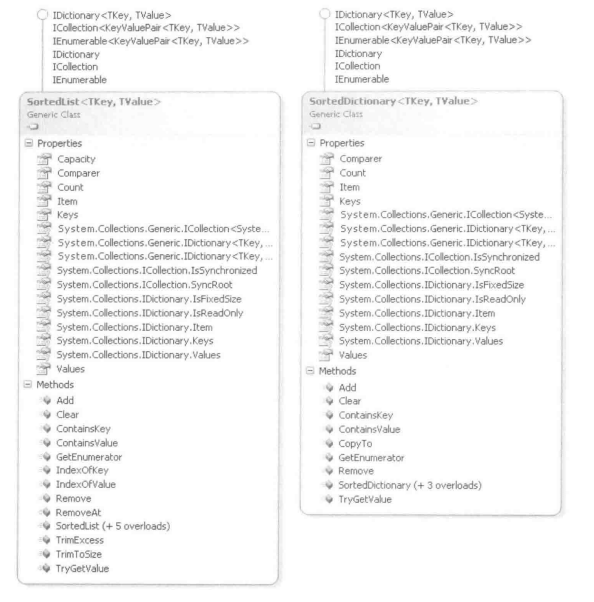 IDictionary<TKey, TValue>
ICollection<KeyValuePair<TKey, TValue>>
IEnumerable<KeyValuePair<TKey, TValue>>
IDictionary
ICollection
IEnumerable
SortedList<TKey, TValue>
Generic Class
Properties
Capacity
Comparer
Count
Item
Keys
System.Collections.Generic.ICollection<Syste...
System.Collections.Generic.IDictionary<TKey, ...
System.Collections.Generic.IDictionary<TKey, ...
System.Collections.ICollection.IsSynchronized
System.Collections.ICollection.SyncRoot
System.Collections.IDictionary.IsFixedSize
System.Collections.IDictionary.IsReadOnly
System.Collections.IDictionary.Item
System.Collections.IDictionary.Keys
System.Collections.IDictionary.Values
Values
Methods
Add
Clear
ContainsKey
ContainsValue
GetEnumerator
IndexOfKey
IndexOfValue
Remove
RemoveAt
SortedList (+ 5 overloads)
TrimExcess
TrimToSize
TryGetValue
IDictionary<TKey, TValue>
ICollection<KeyValuePair<TKey, TValue>>
IEnumerable<KeyValuePair<TKey, TValue>>
IDictionary
ICollection
IEnumerable
SortedDictionary<TKey, TValue>
Generic Class
Properties
Comparer
Count
Item
Keys
System.Collections.Generic.ICollection<Syste...
System.Collections.Generic.IDictionary<TKey, ...
System.Collections.Generic.IDictionary<TKey, ...
System.Collections.ICollection.IsSynchronized
System.Collections.ICollection.SyncRoot
System.Collections.IDictionary.IsFixedSize
System.Collections.IDictionary.IsReadOnly
System.Collections.IDictionary.Item
System.Collections.IDictionary.Keys
System.Collections.IDictionary.Values
Values
Methods
Add
Clear
ContainsKey
ContainsValue
CopyTo
GetEnumerator
Remove
SortedDictionary (+ 3 overloads)
TryGetValue